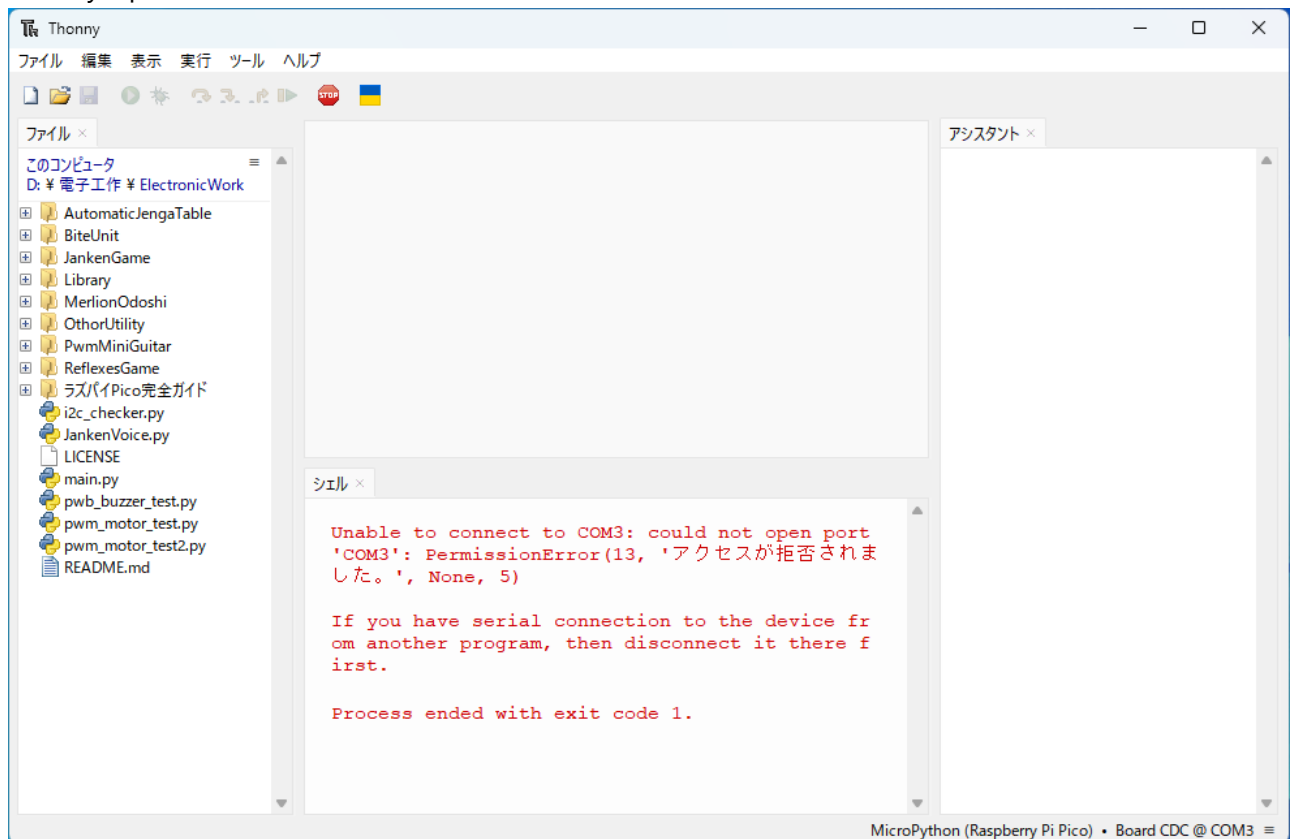 Thonny
ファイル 編集 表示 実行 ツール ヘルプ
STOP
ファイル
このコンピュータ
D: ¥ 電子工作 ¥ ElectronicWork
AutomaticJengaTable
BiteUnit
JankenGame
Library
MerlionOdoshi
OthorUtility
PwmMiniGuitar
ReflexesGame
ラズパイPico完全ガイド
i2c_checker.py
JankenVoice.py
LICENSE
main.py
pwb_buzzer_test.py
pwm_motor_test.py
pwm_motor_test2.py
README.md
シェル
Unable to connect to COM3: could not open port
'COM3': PermissionError(13, 'アクセスが拒否されま
した。', None, 5)
If you have serial connection to the device fr
om another program, then disconnect it there f
irst.
Process ended with exit code 1.
アシスタント
MicroPython (Raspberry Pi Pico) • Board CDC @ COM3